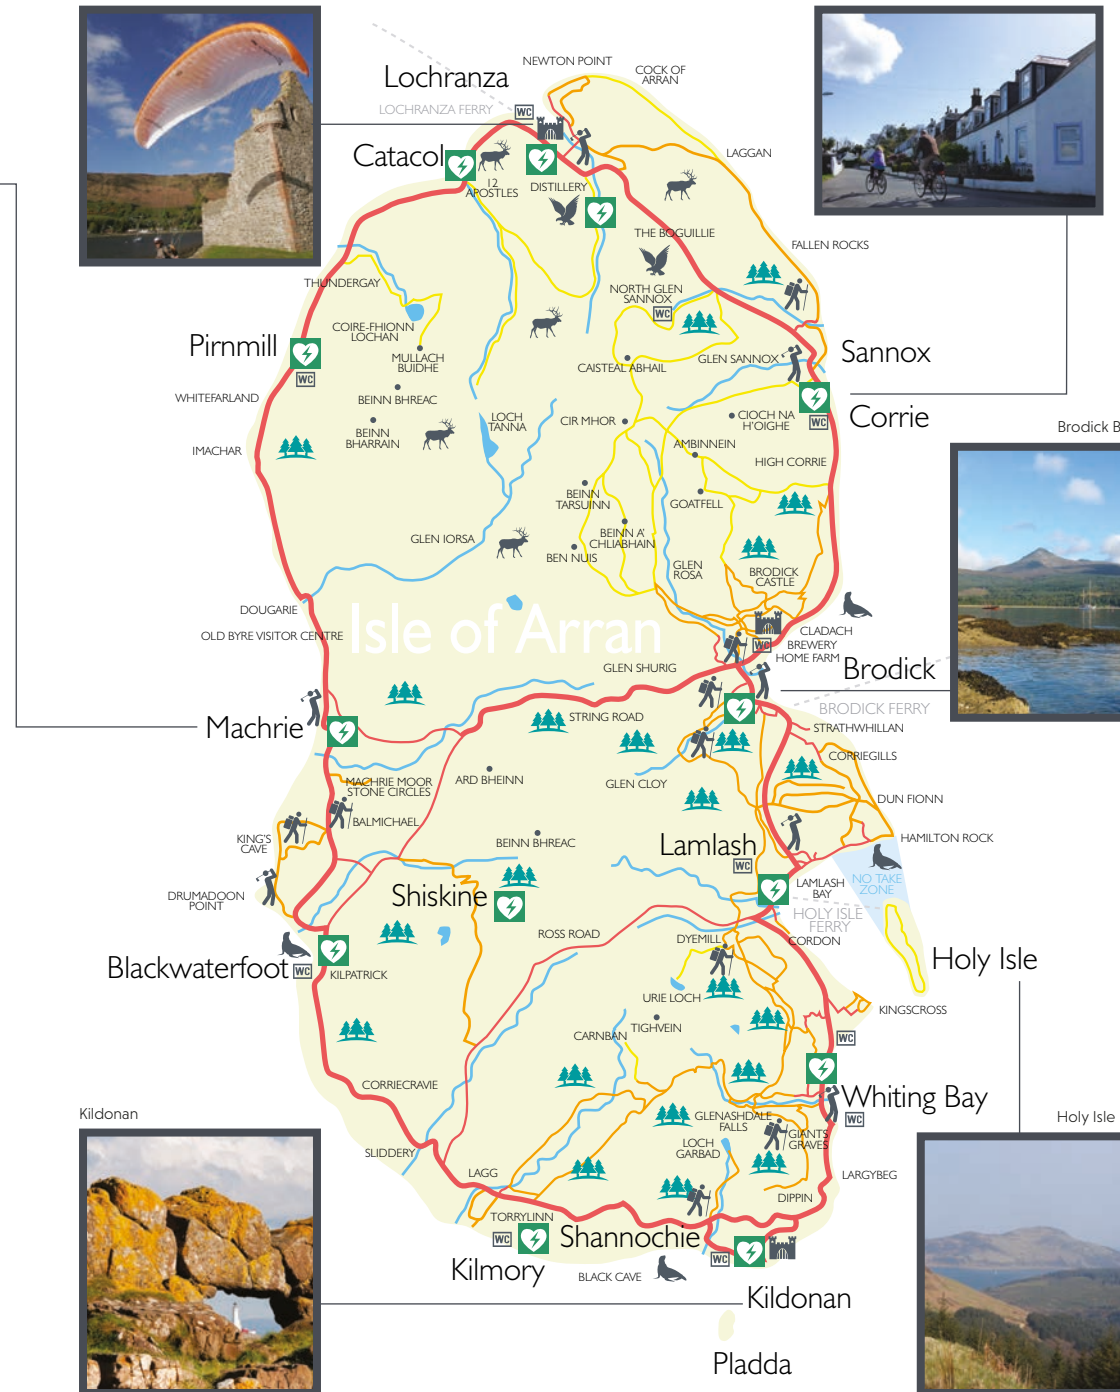 NEWTON POINT
COCK OF
ARRAN
Lochranza
LOCHRANZA FERRY
WC
Catacol
12
APOSTLES
DISTILLERY
LAGGAN
THE BOGUILLIE
FALLEN ROCKS
THUNDERGAY
NORTH GLEN
SANNOX
WC
COIRE-FHIONN
LOCHAN
Pirnmill
WC
MULLACH
BUIDHE
CAISTEAL ABHAIL
GLEN SANNOX
Sannox
WHITEFARLAND
BEINN BHREAC
LOCH
TANNA
CIR MHOR
CIOCH NA
H'OIGHE
WC
Corrie
BEINN
BHARRAIN
IMACHAR
AMBINNEIN
HIGH CORRIE
Brodick B
BEINN
TARSUINN
GOATFELL
GLEN IORSA
BEINN A'
CHLIABHAIN
BEN NUIS
GLEN
ROSA
BRODICK
CASTLE
DOUGARIE
OLD BYRE VISITOR CENTRE
Isle of Arran
CLADACH
BREWERY
HOME FARM
WC
GLEN SHURIG
Brodick
BRODICK FERRY
Machrie
STRING ROAD
STRATHWHILLAN
CORRIEGILLS
ARD BHEINN
GLEN CLOY
MACHRIE MOOR
STONE CIRCLES
DUN FIONN
BALMICHAEL
KING'S
CAVE
BEINN BHREAC
Lamlash
WC
HAMILTON ROCK
DRUMADOON
POINT
Shiskine
LAMLASH
BAY
NO TAKE
ZONE
HOLY ISLE
FERRY
ROSS ROAD
DYEMILL
CORDON
Blackwaterfoot
WC
KILPATRICK
Holy Isle
URIE LOCH
KINGSCROSS
TIGHVEIN
CARNBAN
WC
CORRIECRAVIE
Whiting Bay
WC
Kildonan
GLENASHDALE
FALLS
GIANTS
GRAVES
Holy Isle
LOCH
GARBAD
SLIDDERY
LAGG
LARGYBEG
DIPPIN
TORRYLINN
WC
Shannochie
WC
Kilmory
BLACK CAVE
Kildonan
Pladda